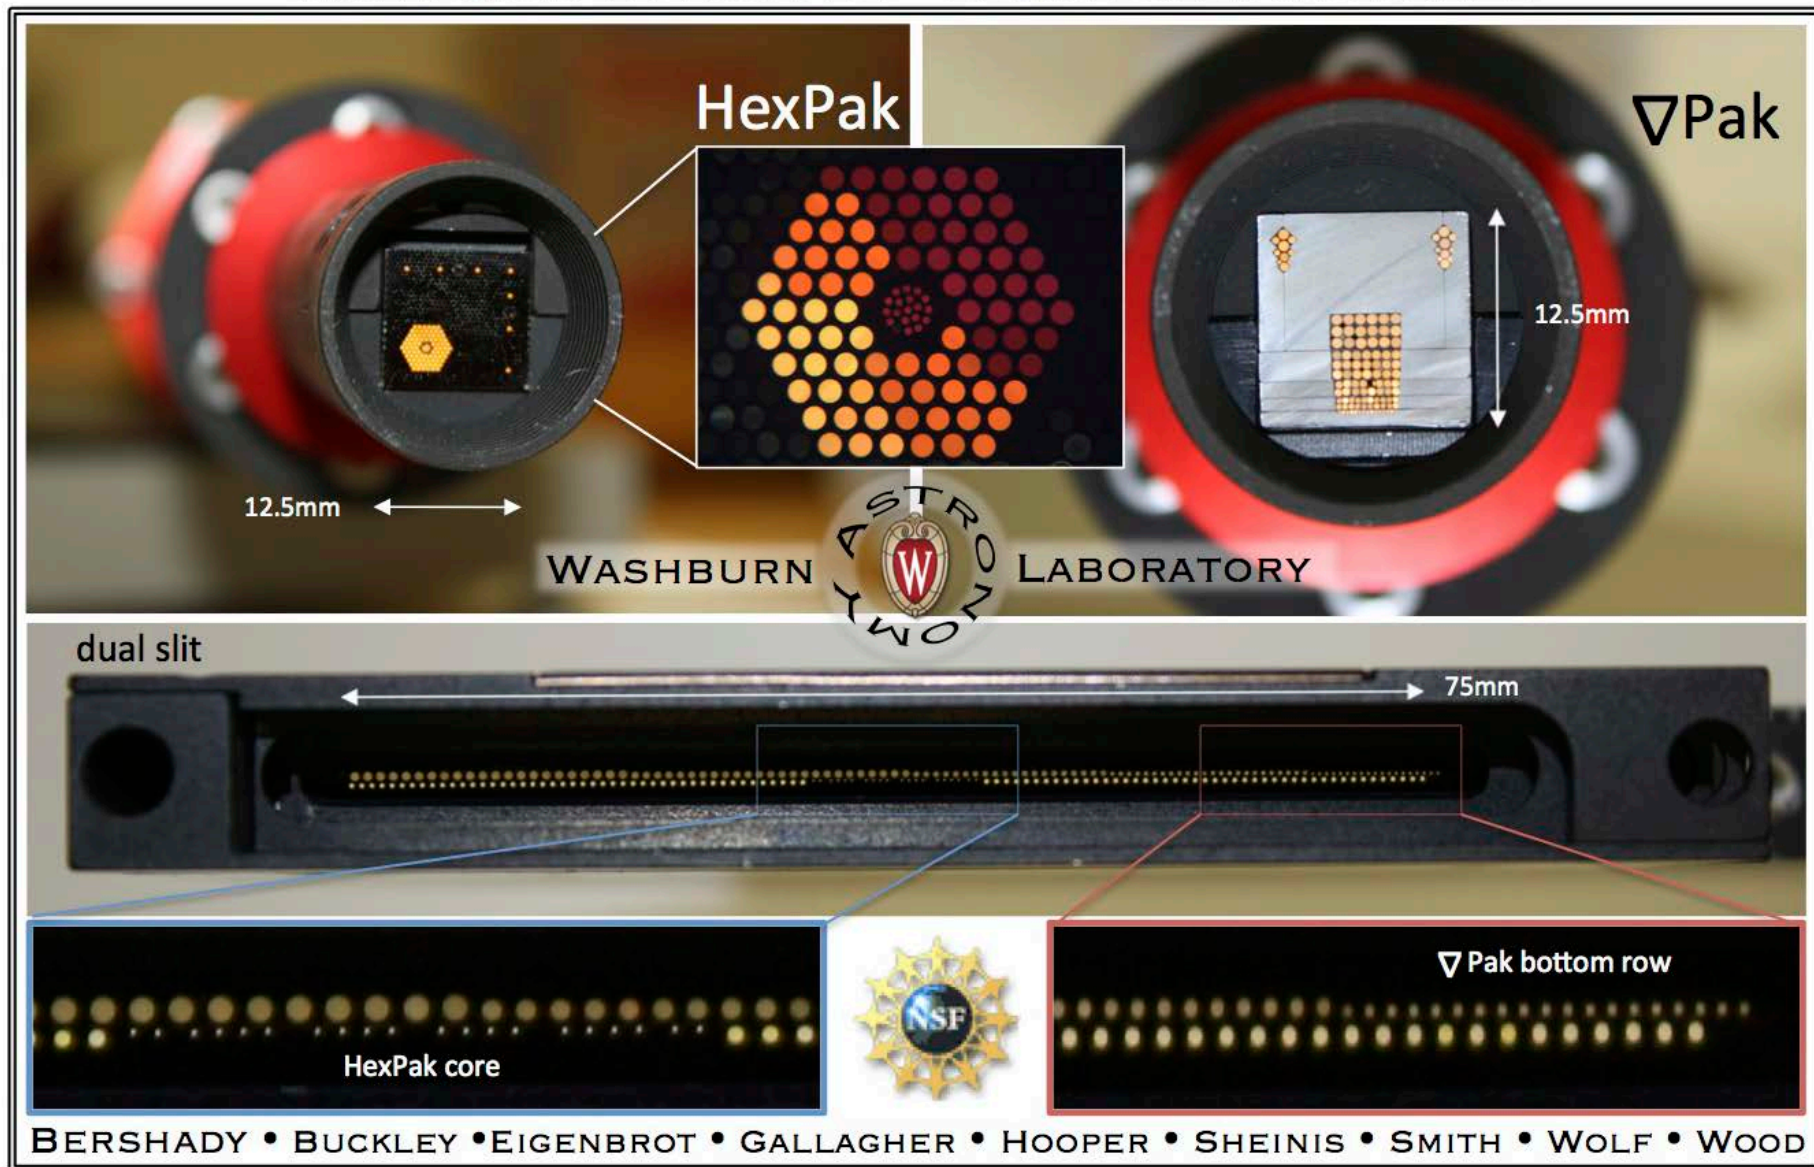 HexPak
∇Pak
12.5mm
12.5mm
WASHBURN ASTRONOMY LABORATORY
W
dual slit
75mm
HexPak core
NSF
∇ Pak bottom row
BERSHADY • BUCKLEY •EIGENBROT • GALLAGHER • HOOPER • SHEINIS • SMITH • WOLF • WOOD